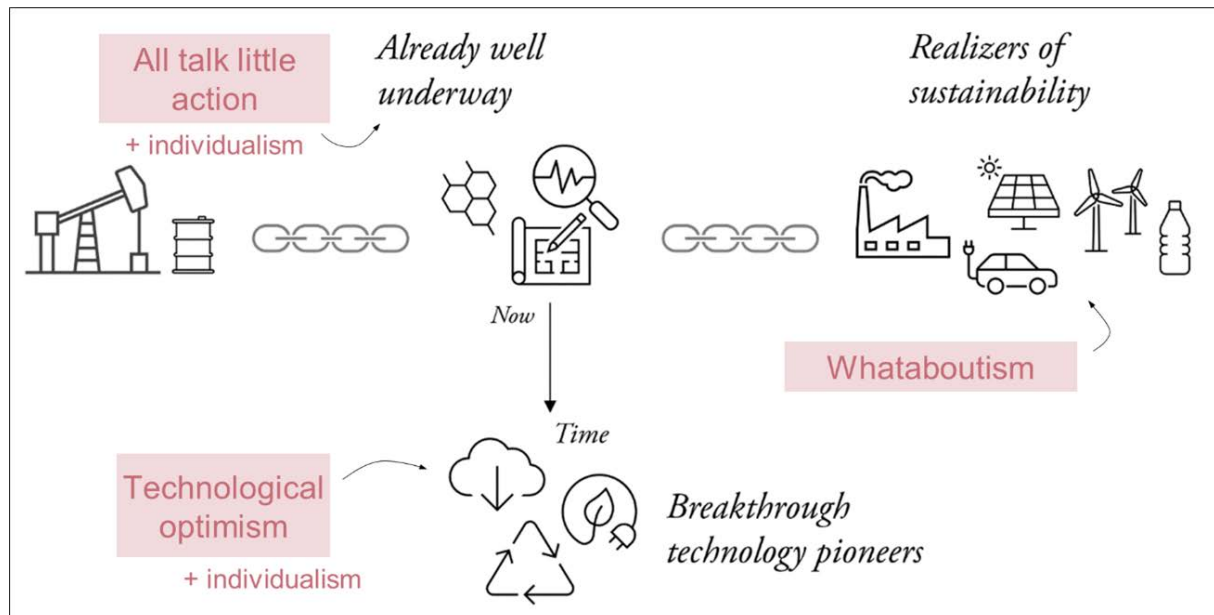 All talk little
action
+ individualism
Already well
underway
Realizers of
sustainability
Now
Whataboutism
Time
Technological
optimism
+ individualism
Breakthrough
technology pioneers